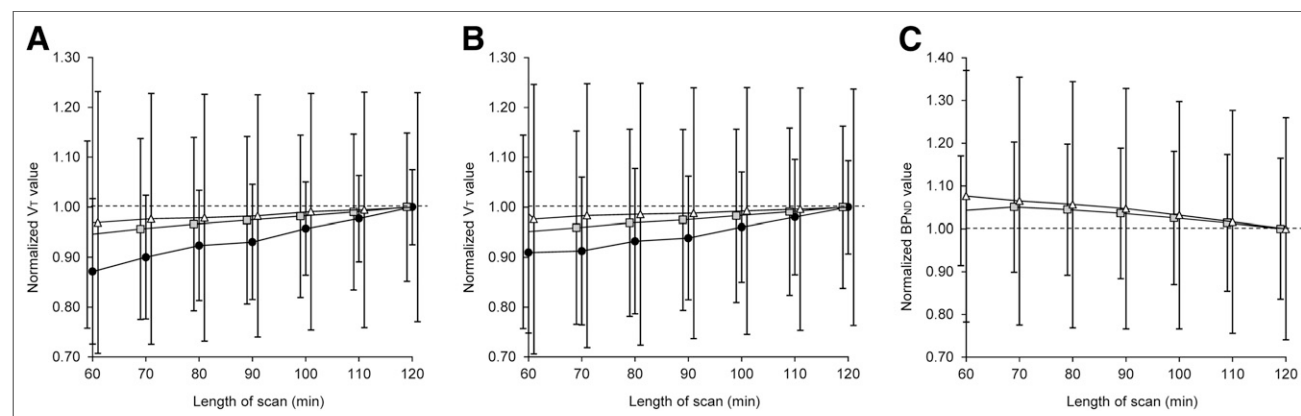 A
1.30
1.20
1.10
1.00
0.90
0.80
0.70
Normalized VT value
60 70 80 90 100 110 120
Length of scan (min)
B
1.30
1.20
1.10
1.00
0.90
0.80
0.70
Normalized VT value
60 70 80 90 100 110 120
Length of scan (min)
C
1.40
1.30
1.20
1.10
1.00
0.90
0.80
0.70
Normalized BPND value
60 70 80 90 100 110 120
Length of scan (min)